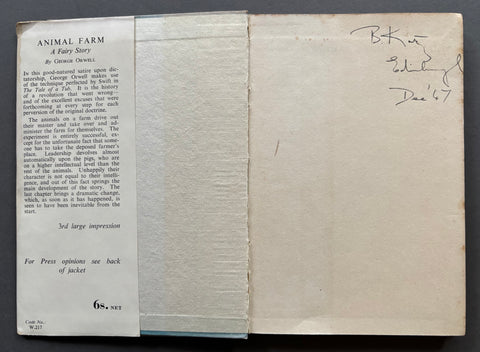 ANIMAL FARM
A Fairy Story
By George Orwell
In this good-natured satire upon dic-
tatorship, George Orwell makes use
of the technique perfected by Swift in
The Tale of a Tub. It is the history
of a revolution that went wrong—
and of the excellent excuses that were
forthcoming at every step for each
perversion of the original doctrine.
The animals on a farm drive out
their master and take over and ad-
minister the farm for themselves. The
experiment is entirely successful, ex-
cept for the unfortunate fact that some-
one has to take the deposed farmer's
place. Leadership devolves almost
automatically upon the pigs, who are
on a higher intellectual level than the
rest of the animals. Unhappily their
character is not equal to their intelli-
gence, and out of this fact springs the
main development of the story. The
last chapter brings a dramatic change,
which, as soon as it has happened, is
seen to have been inevitable from the
start.
3rd large impression
For Press opinions see back
of jacket
6s. NET
Code No.:
W.217
Edinburgh
Dec '67